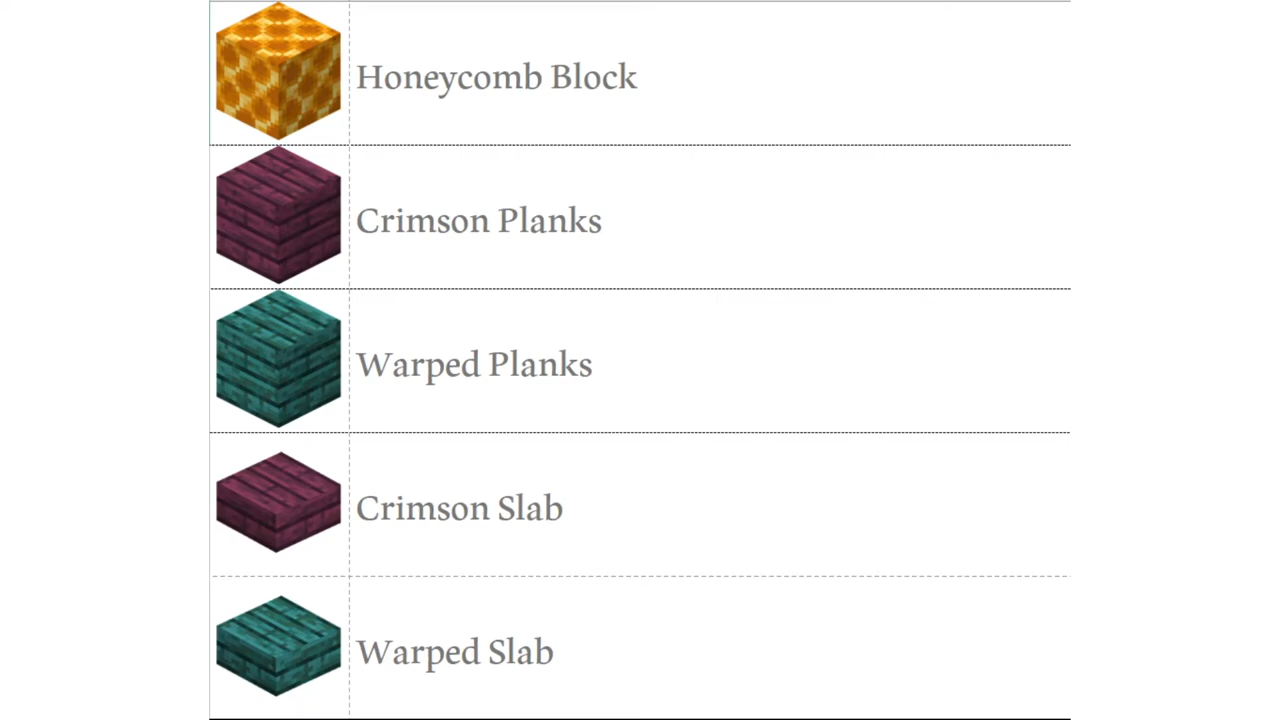 Honeycomb Block
Crimson Planks
Warped Planks
Crimson Slab
Warped Slab